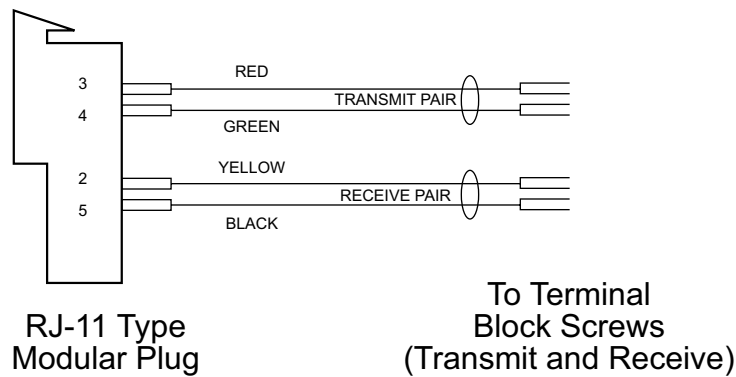 RED
3
TRANSMIT PAIR
4
GREEN
YELLOW
2
RECEIVE PAIR
5
BLACK
RJ-11 Type
Modular Plug
To Terminal
Block Screws
(Transmit and Receive)